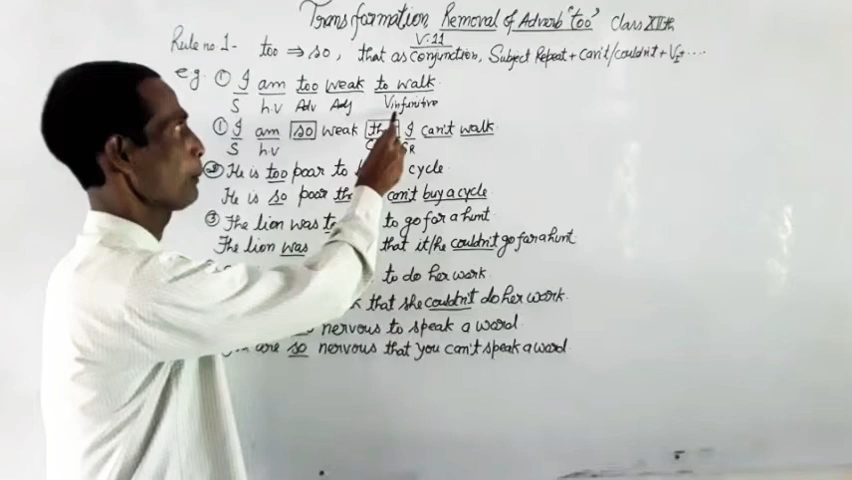 Transformation Removal of Adverb "too" Class XIIth
V.II
Rule no 1- too ⇒ so, that as conjunction, Subject Repeat + can't/couldn't + V₁ ....
e.g. ① I am too weak to walk.
S h.v Adv Adj Vinfinitive
① I am so weak I can't walk
S h.v
② He is too poor to cycle
He is so poor can't buy a cycle
③ The lion was to go for a hunt
The lion was that it/he couldn't go for a hunt
to do her work.
that she couldn't do her work.
nervous to speak a word
are so nervous that you can't speak a word